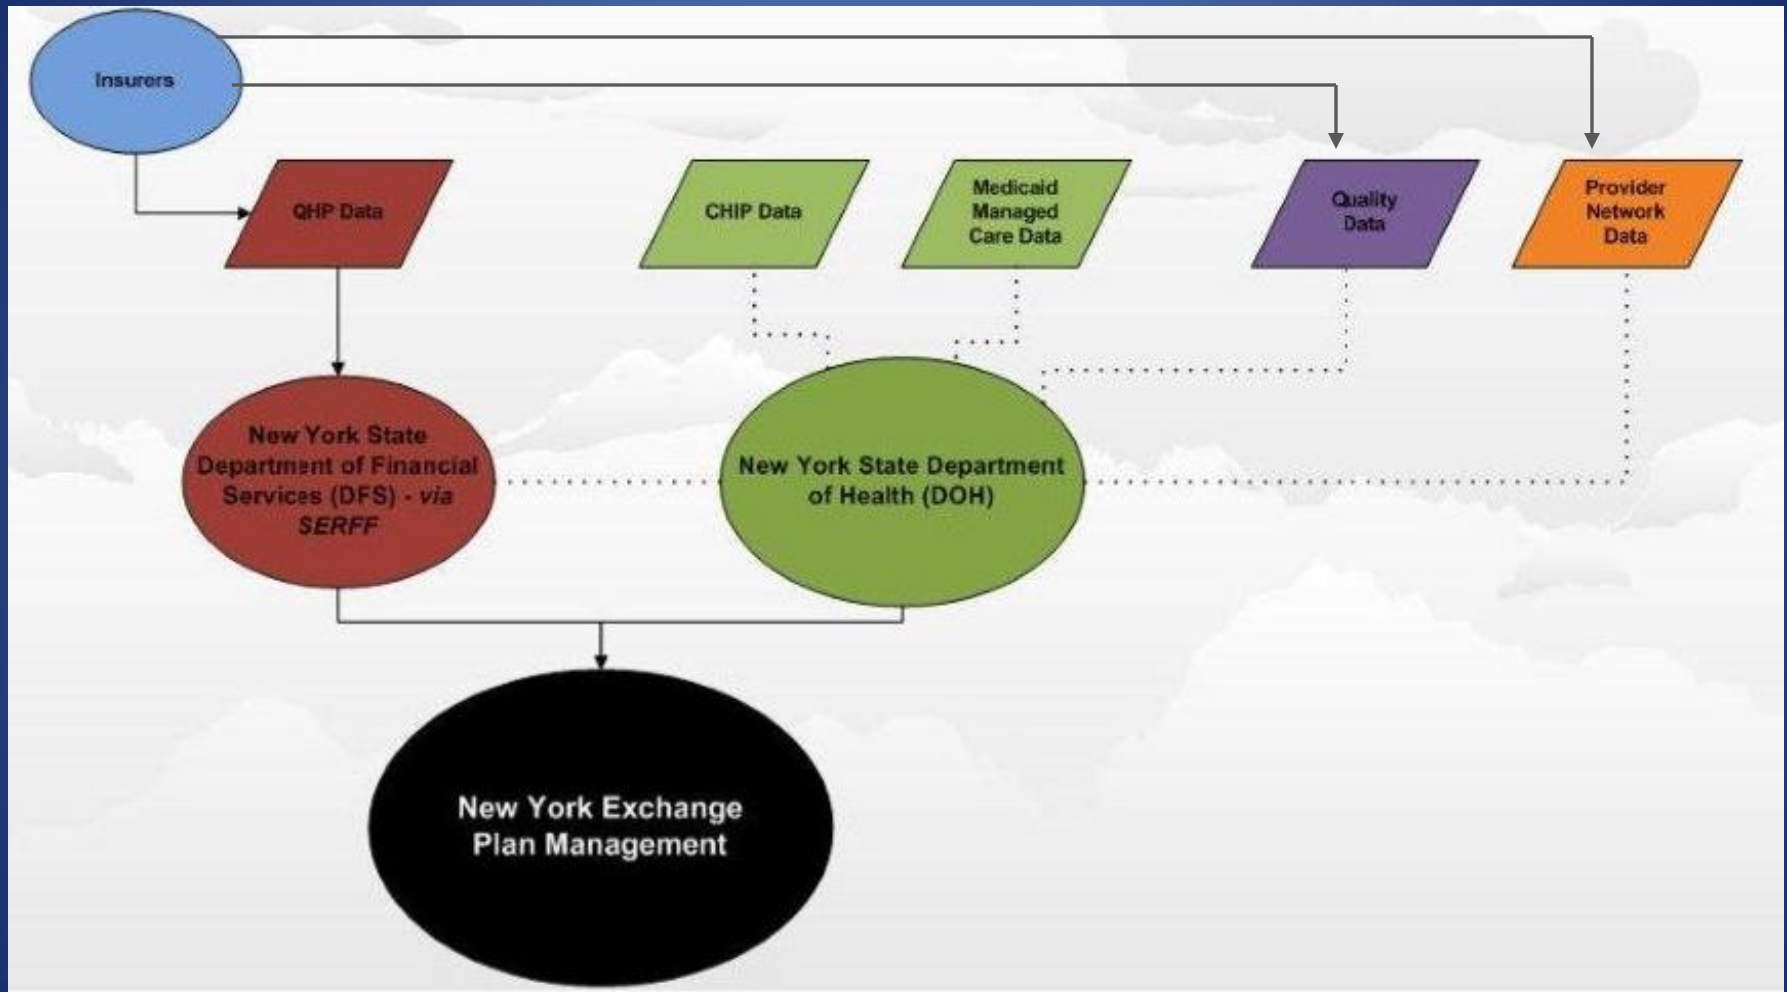 Insurers
QHP Data
CHIP Data
Medicaid
Managed
Care Data
Quality
Data
Provider
Network
Data
New York State
Department of Financial
Services (DFS) - via
SERFF
New York State Department
of Health (DOH)
New York Exchange
Plan Management